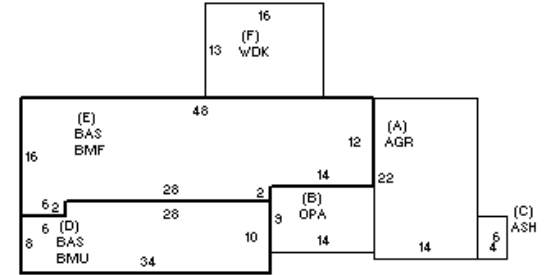 16
13
(F)
WDK
48
(E)
BAS
BMF
16
12
(A)
AGR
14
28
2
22
6 2
28
(B)
OPA
9
(C)
ASH
6
6
(D)
BAS
BMU
8
10
14
14
4
34